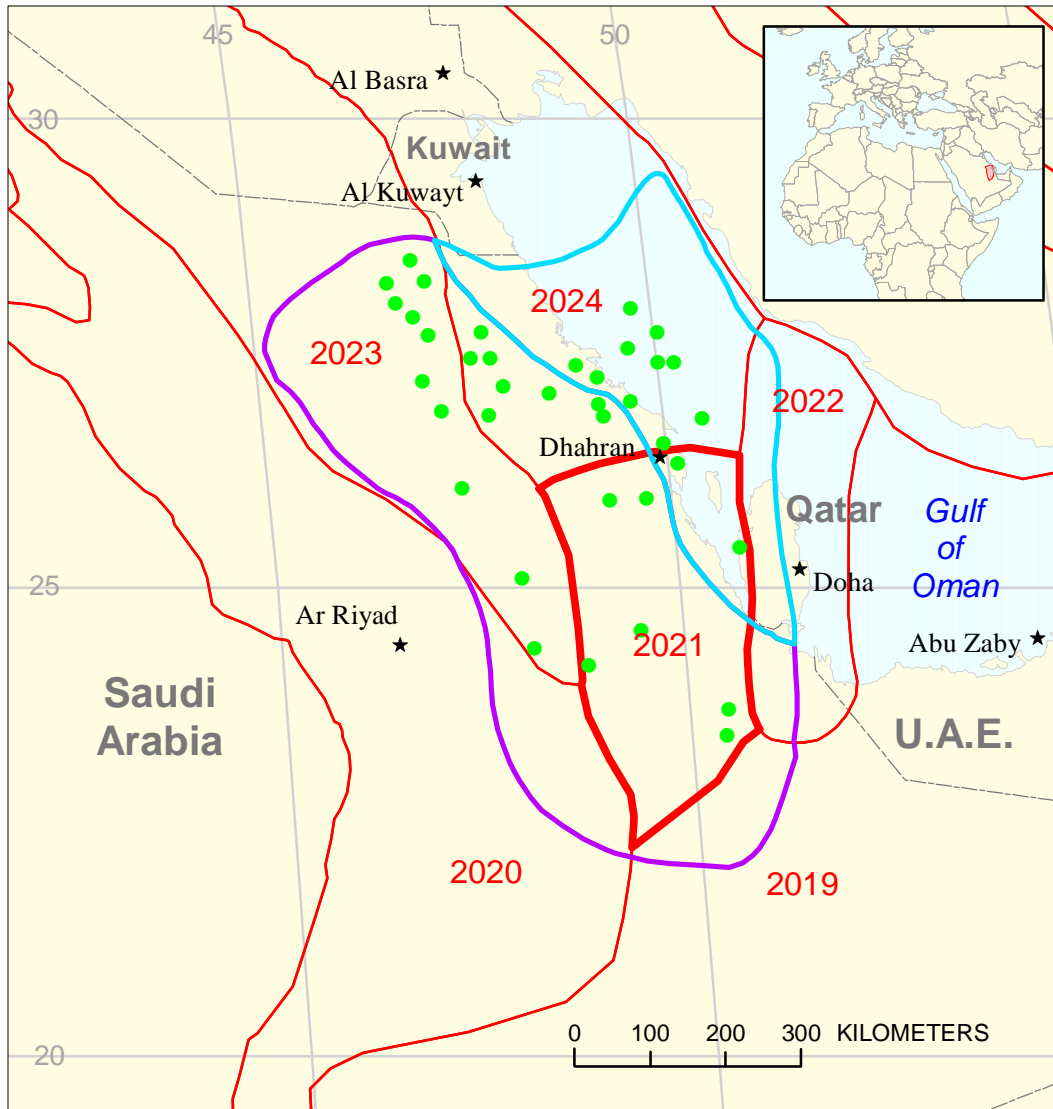 45
50
Al Basra
30
Kuwait
Al Kuwayt
2024
2023
2022
Dhahran
Qatar
Gulf
of
Oman
Doha
25
Ar Riyad
2021
Abu Zaby
Saudi
Arabia
U.A.E.
2020
2019
0 100 200 300 KILOMETERS
20